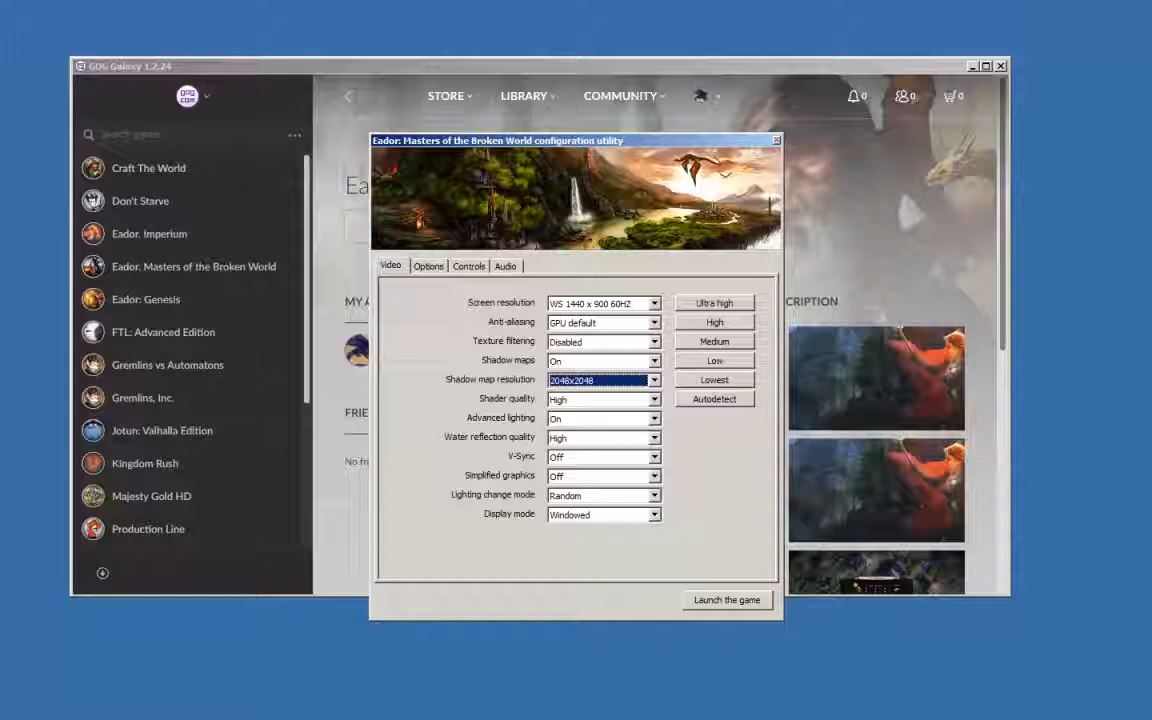 GOG Galaxy 1.2.24
GOG
COM
STORE
LIBRARY
COMMUNITY
0
0
0
Search game
Craft The World
Don't Starve
Eador. Imperium
Eador. Masters of the Broken World
Eador: Genesis
FTL: Advanced Edition
Gremlins vs Automatons
Gremlins, Inc.
Jotun: Valhalla Edition
Kingdom Rush
Majesty Gold HD
Production Line
Ea
MY A
FRIE
No fri
CRIPTION
Eador: Masters of the Broken World configuration utility
Video
Options
Controls
Audio
Screen resolution WS 1440 x 900 60HZ Ultra high
Anti-aliasing GPU default High
Texture filtering Disabled Medium
Shadow maps On Low
Shadow map resolution 2048x2048 Lowest
Shader quality High Autodetect
Advanced lighting On
Water reflection quality High
V-Sync Off
Simplified graphics Off
Lighting change mode Random
Display mode Windowed
Launch the game